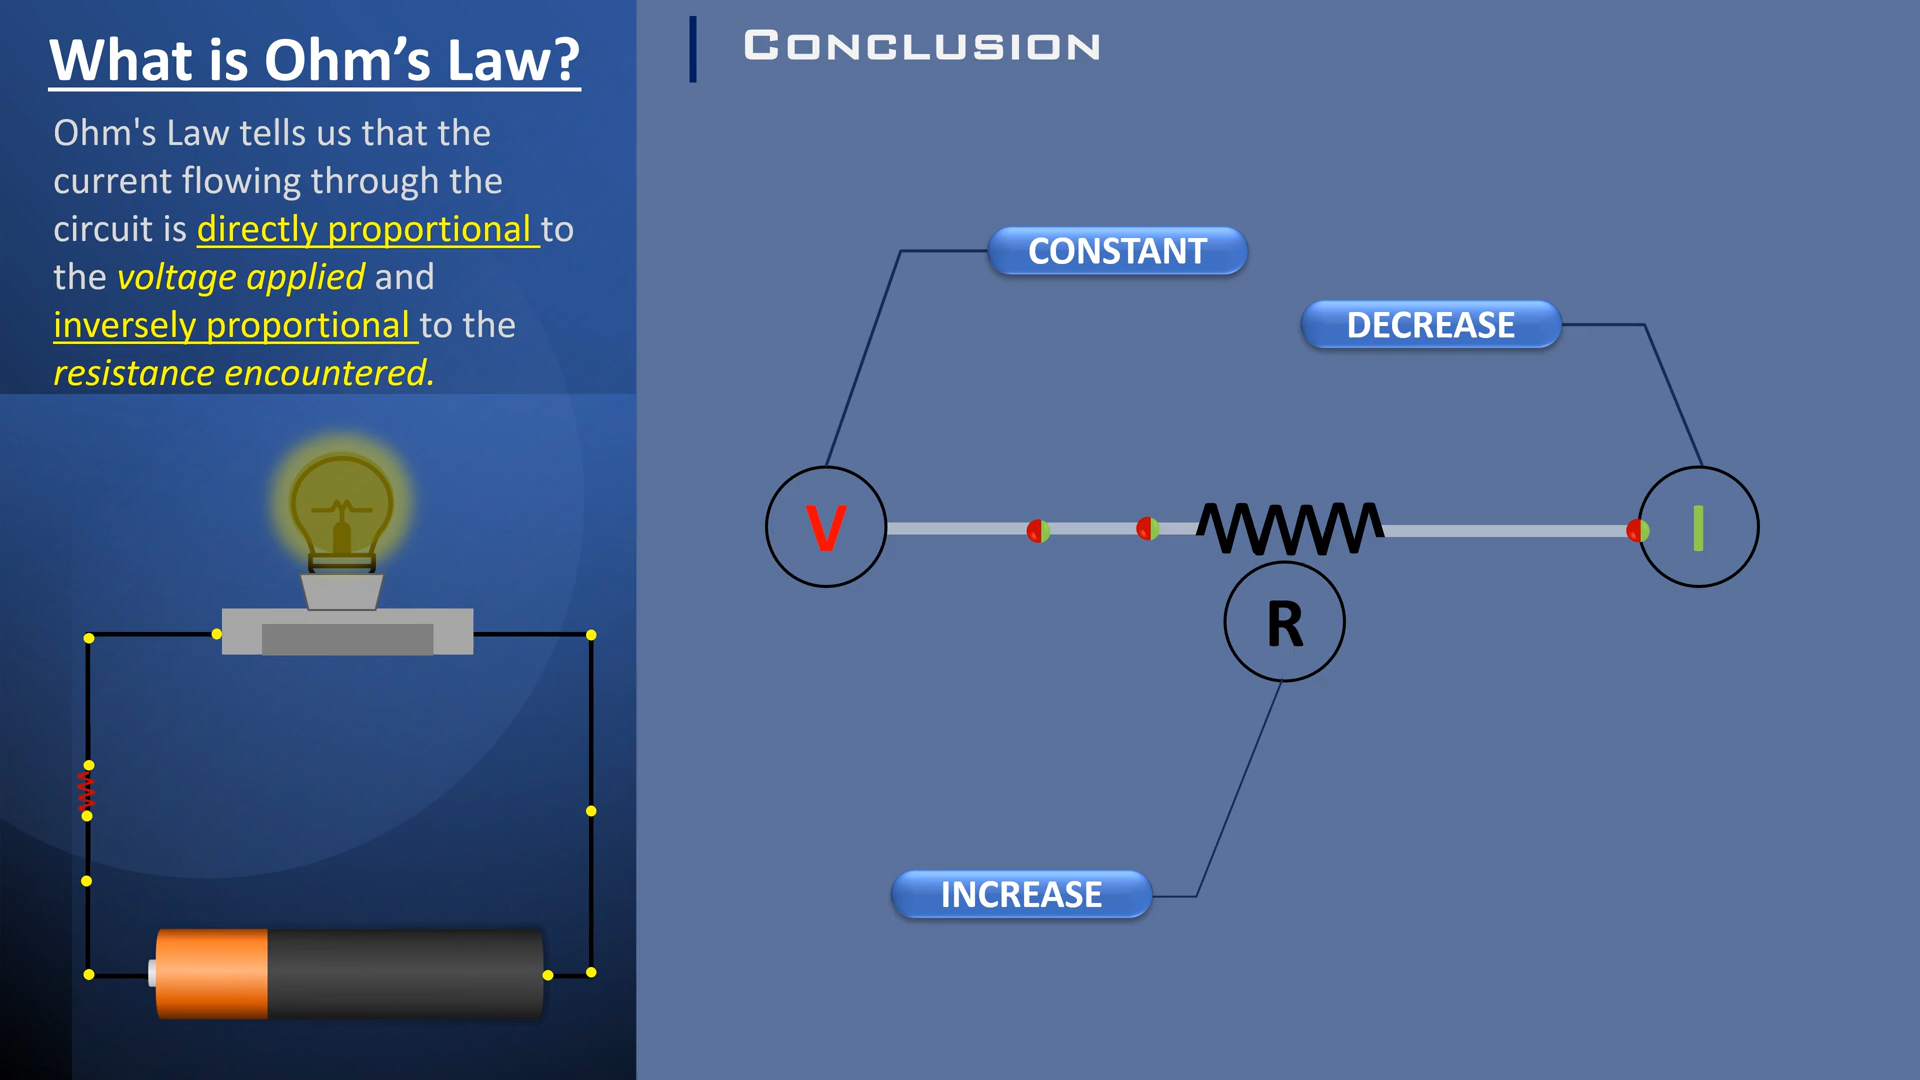 What is Ohm’s Law?
Ohm's Law tells us that the
current flowing through the
circuit is directly proportional to
the voltage applied and
inversely proportional to the
resistance encountered.
CONCLUSION
CONSTANT
DECREASE
V
I
R
INCREASE